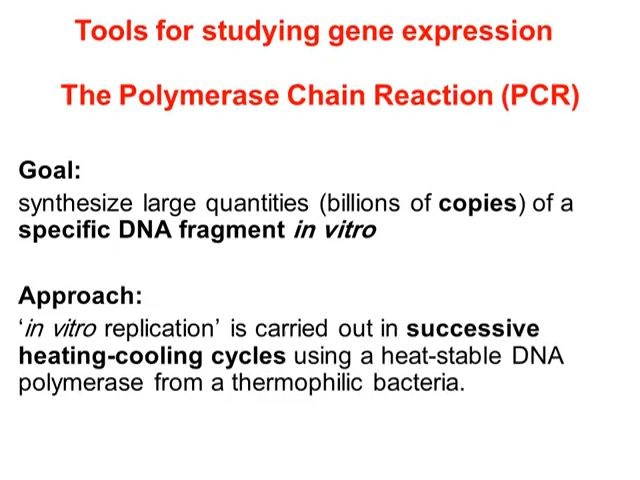 Tools for studying gene expression
The Polymerase Chain Reaction (PCR)
Goal:
synthesize large quantities (billions of copies) of a
specific DNA fragment in vitro
Approach:
‘in vitro replication’ is carried out in successive
heating-cooling cycles using a heat-stable DNA
polymerase from a thermophilic bacteria.